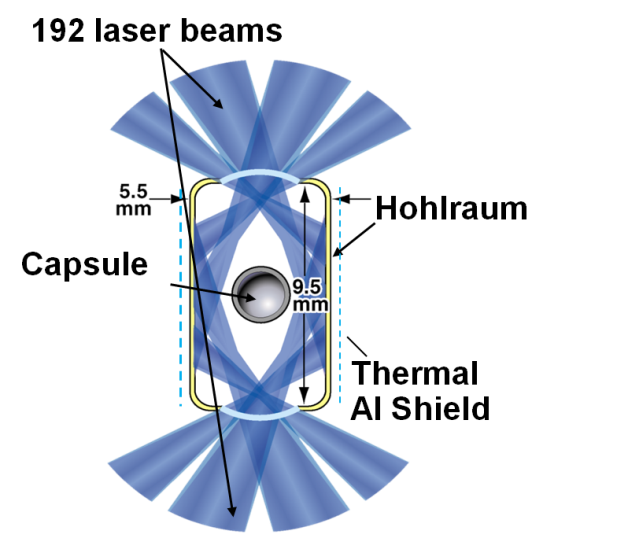 192 laser beams
5.5
mm
Hohlraum
Capsule
9.5
mm
Thermal
Al Shield